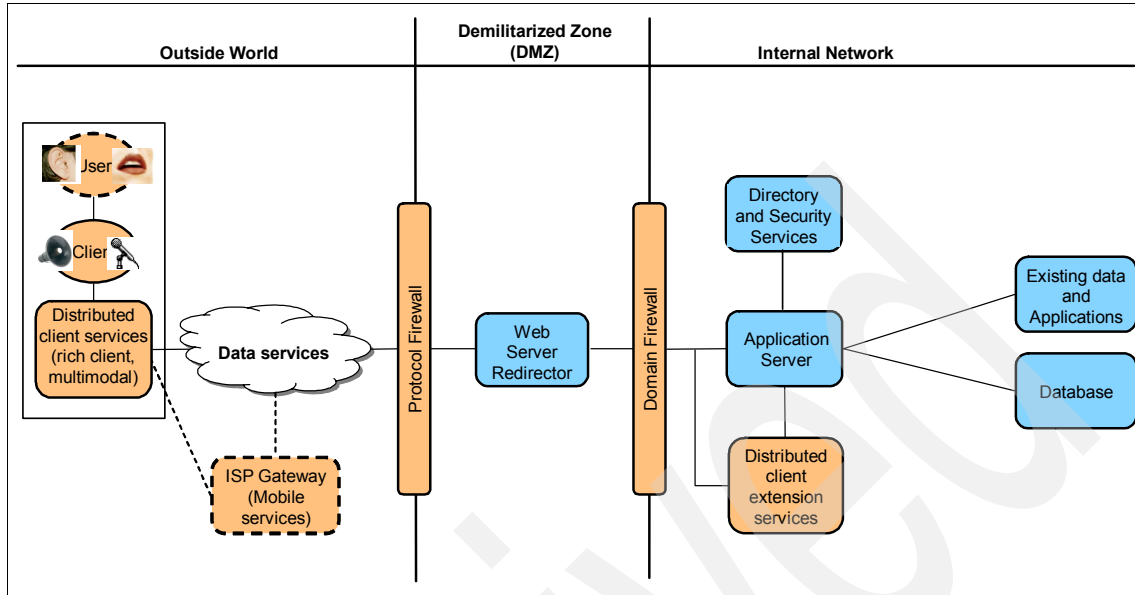 Outside World
Demilitarized Zone
(DMZ)
Internal Network
User
Clien
Distributed
client services
(rich client,
multimodal)
Data services
ISP Gateway
(Mobile
services)
Protocol Firewall
Web
Server
Redirector
Domain Firewall
Directory
and Security
Services
Application
Server
Distributed
client
extension
services
Existing data
and
Applications
Database